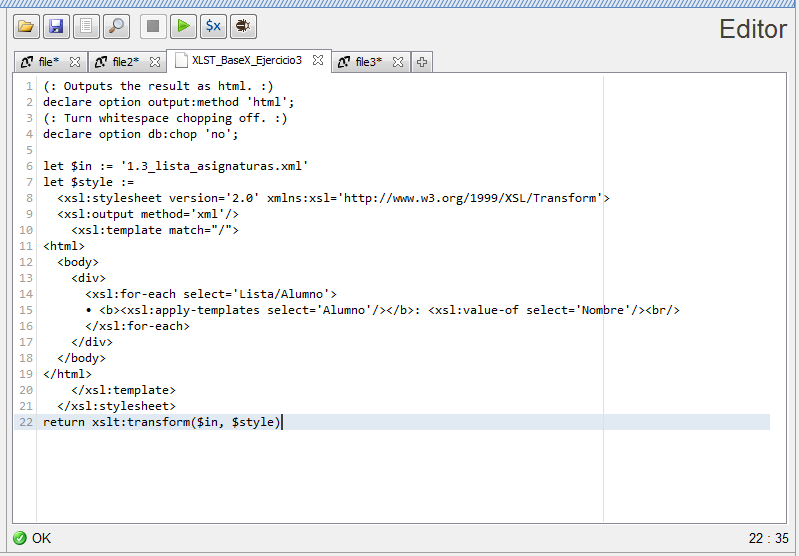 Editor
$x
file*
file2*
XLST_BaseX_Ejercicio3
file3*
1 (: Outputs the result as html. :)
2 declare option output:method 'html';
3 (: Turn whitespace chopping off. :)
4 declare option db:chop 'no';
5
6 let $in := '1.3_lista_asignaturas.xml'
7 let $style :=
8   <xsl:stylesheet version='2.0' xmlns:xsl='http://www.w3.org/1999/XSL/Transform'>
9   <xsl:output method='xml'/>
10     <xsl:template match="/">
11 <html>
12   <body>
13     <div>
14       <xsl:for-each select='Lista/Alumno'>
15       • <b><xsl:apply-templates select='Alumno'/></b>: <xsl:value-of select='Nombre'/><br/>
16       </xsl:for-each>
17     </div>
18   </body>
19 </html>
20     </xsl:template>
21   </xsl:stylesheet>
22 return xslt:transform($in, $style)
OK
22 : 35